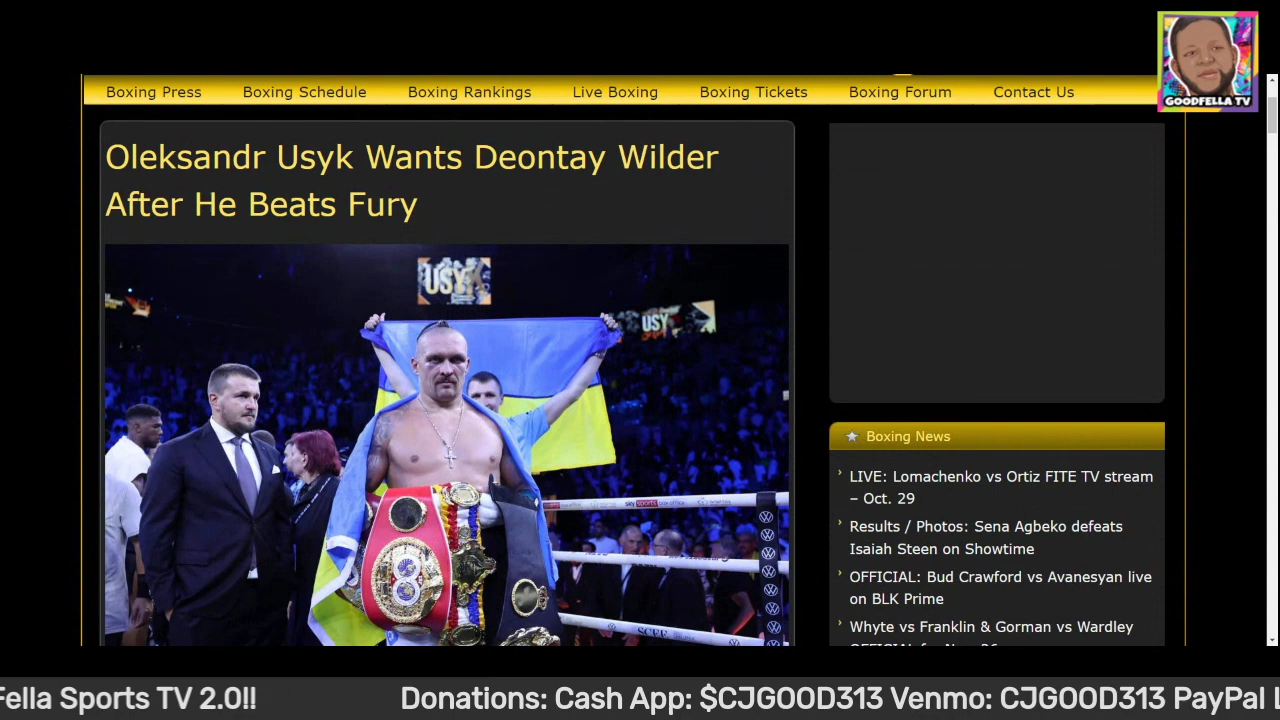 GOODFELLA TV
Boxing Press Boxing Schedule Boxing Rankings Live Boxing Boxing Tickets Boxing Forum Contact Us
Oleksandr Usyk Wants Deontay Wilder
After He Beats Fury
USYK
USY
Boxing News
LIVE: Lomachenko vs Ortiz FITE TV stream
– Oct. 29
Results / Photos: Sena Agbeko defeats
Isaiah Steen on Showtime
OFFICIAL: Bud Crawford vs Avanesyan live
on BLK Prime
Whyte vs Franklin & Gorman vs Wardley
Fella Sports TV 2.0!! Donations: Cash App: $CJGOOD313 Venmo: CJGOOD313 PayPal